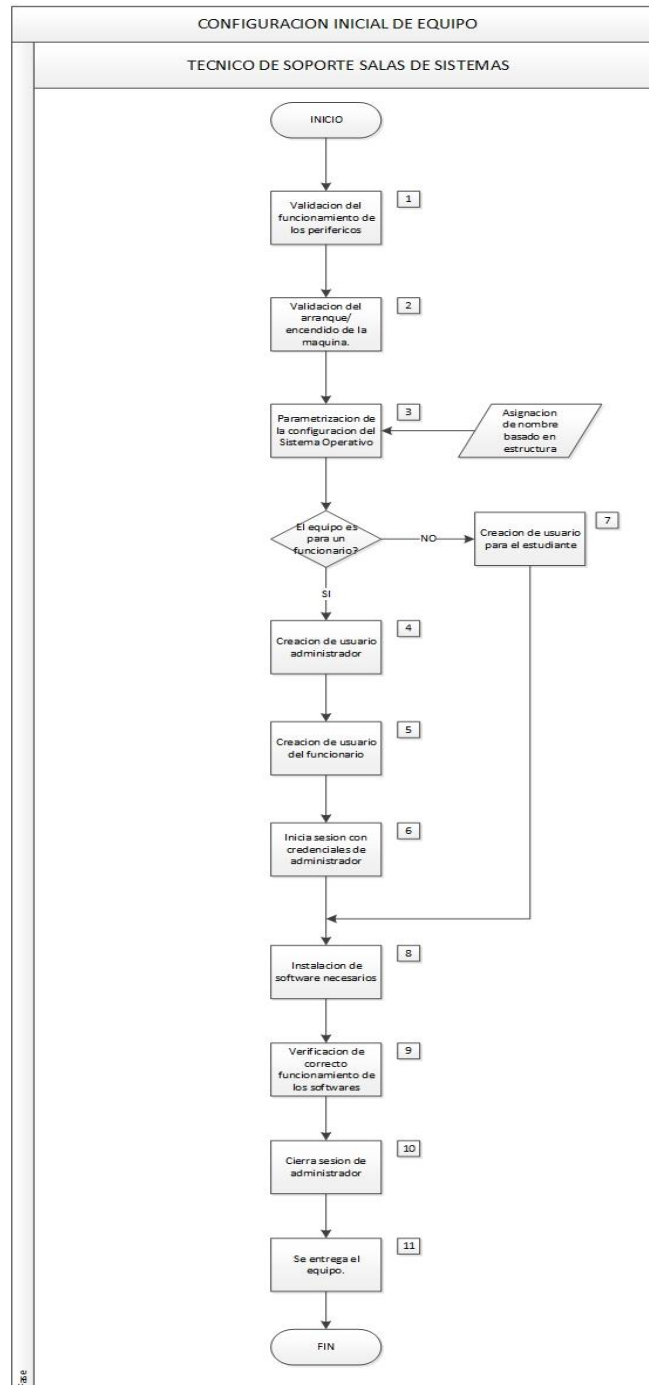 CONFIGURACION INICIAL DE EQUIPO
TECNICO DE SOPORTE SALAS DE SISTEMAS
INICIO
1
Validacion del
funcionamiento de
los perifericos
2
Validacion del
arranque/
encendido de la
maquina.
3
Parametrizacion de
la configuracion del
Sistema Operativo
Asignacion
de nombre
basado en
estructura
El equipo es
para un
funcionario?
NO
7
Creacion de usuario
para el estudiante
SI
4
Creacion de usuario
administrador
5
Creacion de usuario
del funcionario
6
Inicia sesion con
credenciales de
administrador
8
Instalacion de
software necesarios
9
Verificacion de
correcto
funcionamiento de
los softwares
10
Cierra sesion de
administrador
11
Se entrega el
equipo.
FIN
Fase